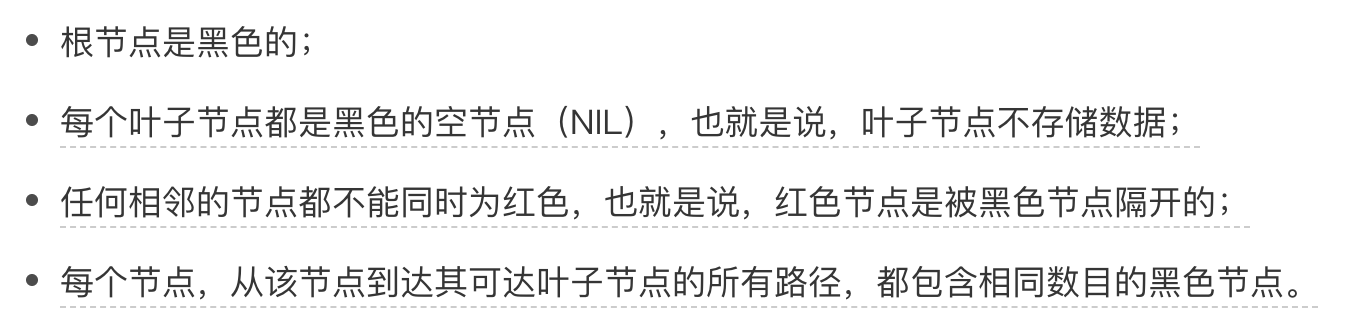 • 根节点是黑色的；
• 每个叶子节点都是黑色的空节点（NIL），也就是说，叶子节点不存储数据；
• 任何相邻的节点都不能同时为红色，也就是说，红色节点是被黑色节点隔开的；
• 每个节点，从该节点到达其可达叶子节点的所有路径，都包含相同数目的黑色节点。